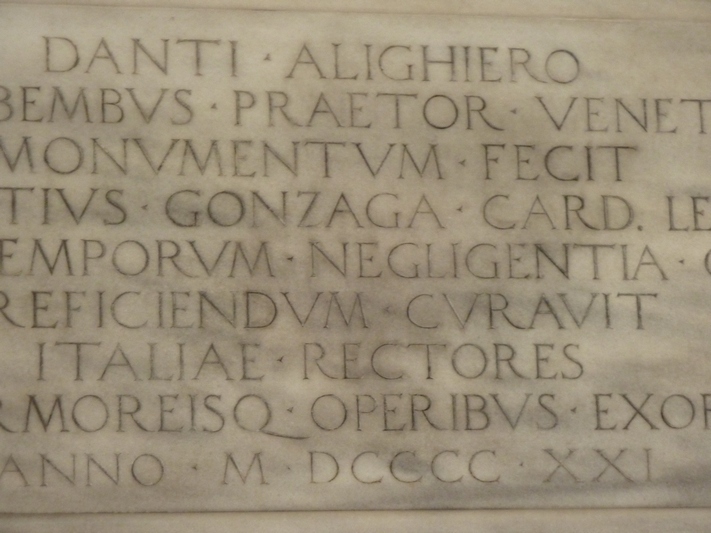 DANTI · ALIGHIERO
BEMBVS · PRAETOR · VENET
MONVMENTVM · FECIT
TIVS · GONZAGA · CARD. LE
EMPORVM · NEGLIGENTIA ·
REFICIENDVM · CVRAVIT
ITALIAE · RECTORES
RMOREISQ · OPERIBVS · EXOR
ANNO · M · DCCCC · XXI